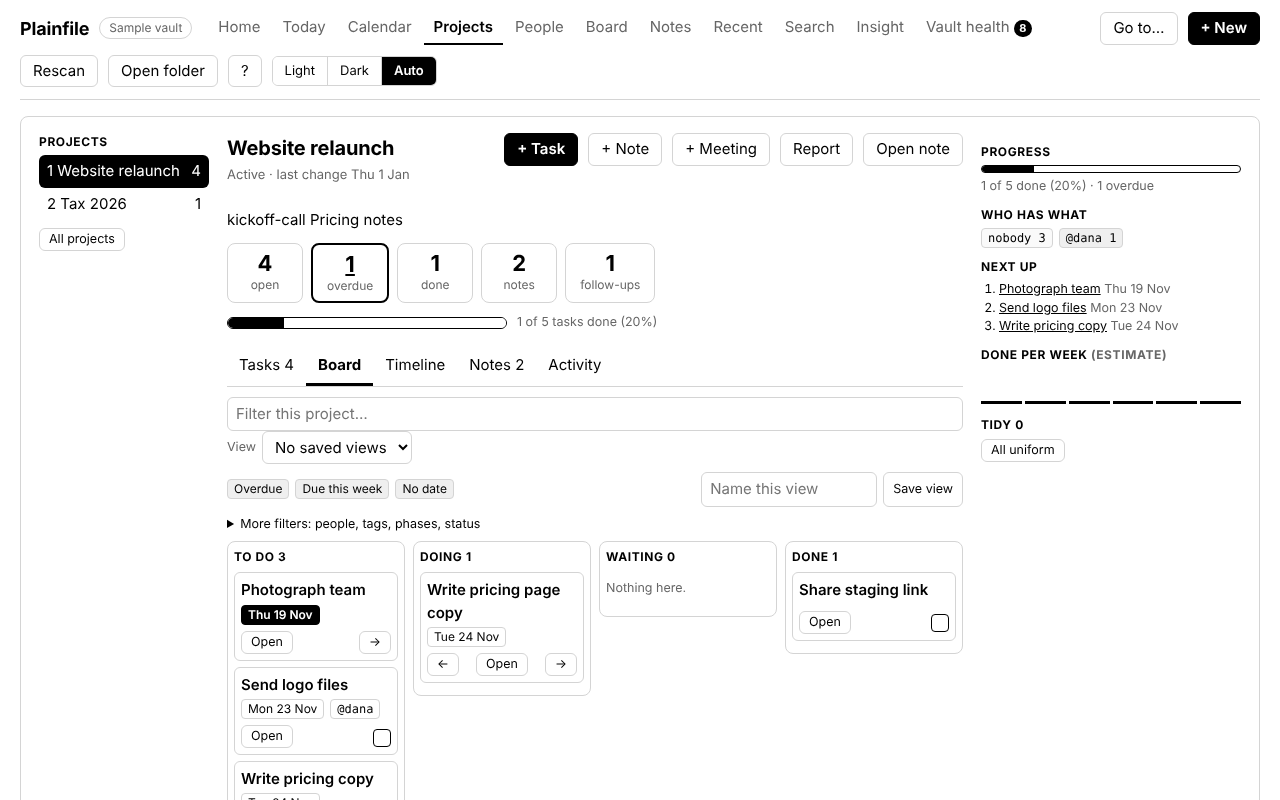 Plainfile Sample vault Home Today Calendar Projects People Board Notes Recent Search Insight Vault health 8 Go to... + New
Rescan Open folder ? Light Dark Auto
PROJECTS
1 Website relaunch 4
2 Tax 2026 1
All projects
Website relaunch
+ Task + Note + Meeting Report Open note
Active · last change Thu 1 Jan
kickoff-call Pricing notes
4 open
1 overdue
1 done
2 notes
1 follow-ups
1 of 5 tasks done (20%)
Tasks 4 Board Timeline Notes 2 Activity
Filter this project...
View No saved views
Overdue Due this week No date Name this view Save view
More filters: people, tags, phases, status
TO DO 3
Photograph team
Thu 19 Nov
Open →
Send logo files
Mon 23 Nov @dana
Open
Write pricing copy
DOING 1
Write pricing page
copy
Tue 24 Nov
← Open →
WAITING 0
Nothing here.
DONE 1
Share staging link
Open
PROGRESS
1 of 5 done (20%) · 1 overdue
WHO HAS WHAT
nobody 3 @dana 1
NEXT UP
1. Photograph team Thu 19 Nov
2. Send logo files Mon 23 Nov
3. Write pricing copy Tue 24 Nov
DONE PER WEEK (ESTIMATE)
TIDY 0
All uniform